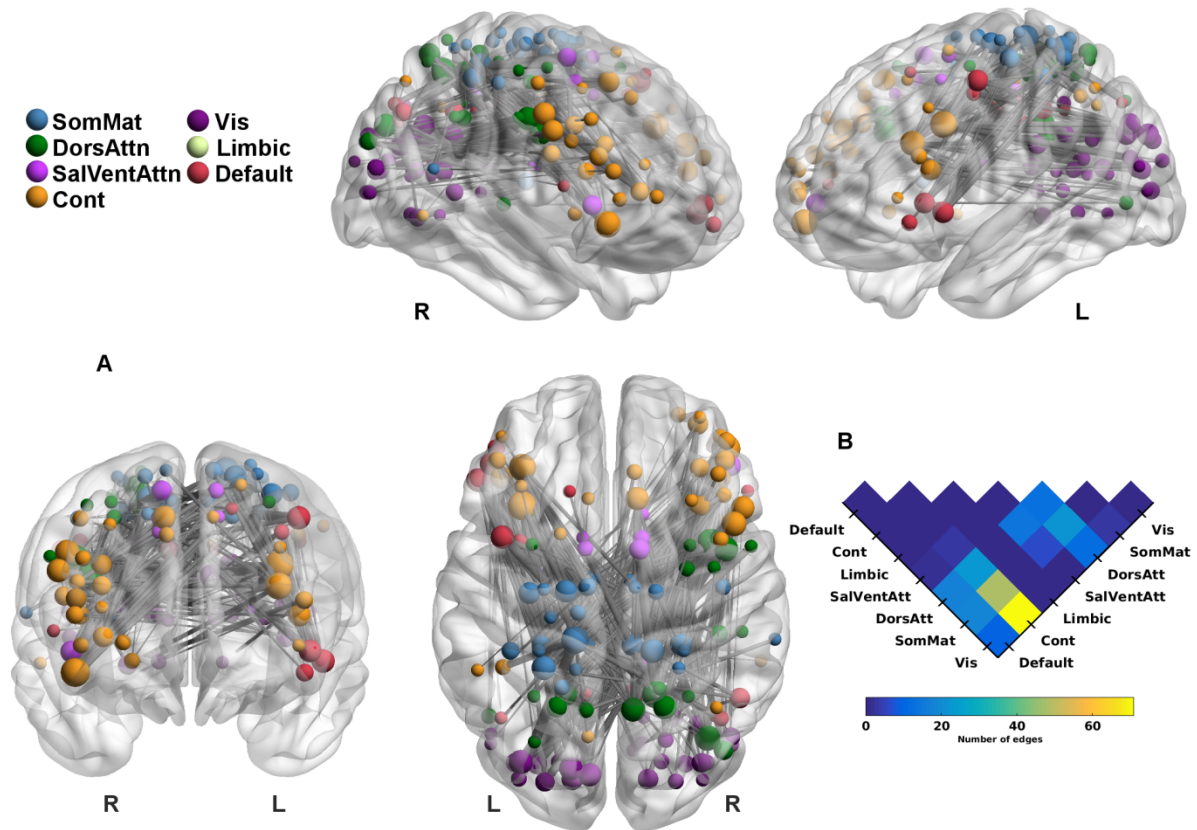 SomMat
Vis
DorsAttn
Limbic
SalVentAttn
Default
Cont
R
L
A
B
Default
Cont
Limbic
SalVentAtt
DorsAtt
SomMat
Vis
Vis
SomMat
DorsAtt
SalVentAtt
Limbic
Cont
Default
0
20
40
60
Number of edges
R
L
L
R